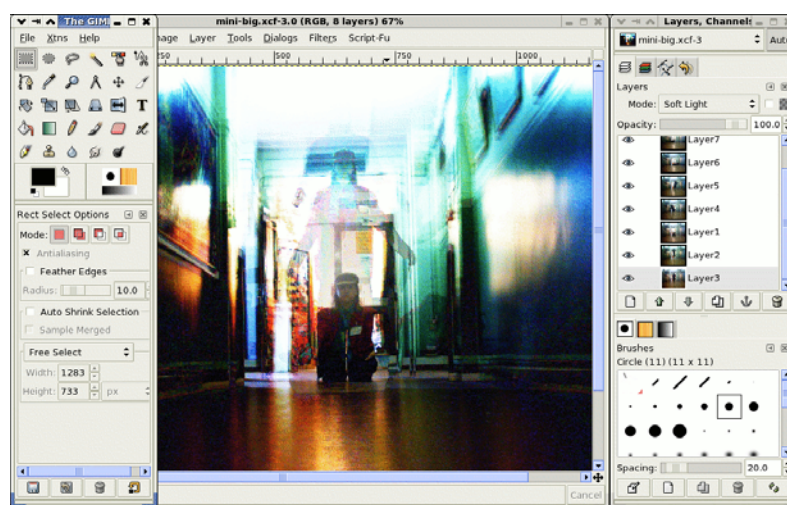 The GIM
File Xtns Help
Rect Select Options
Mode:
Antialiasing
Feather Edges
Radius: 10.0
Auto Shrink Selection
Sample Merged
Free Select
Width: 1283
Height: 733 px
mini-big.xcf-3.0 (RGB, 8 layers) 67%
mage Layer Tools Dialogs Filters Script-Fu
250 500 750 1000
Cancel
Layers, Channels
mini-big.xcf-3 Aut
Layers
Mode: Soft Light
Opacity: 100.0
Layer7
Layer6
Layer5
Layer4
Layer1
Layer2
Layer3
Brushes
Circle (11) (11 x 11)
Spacing: 20.0